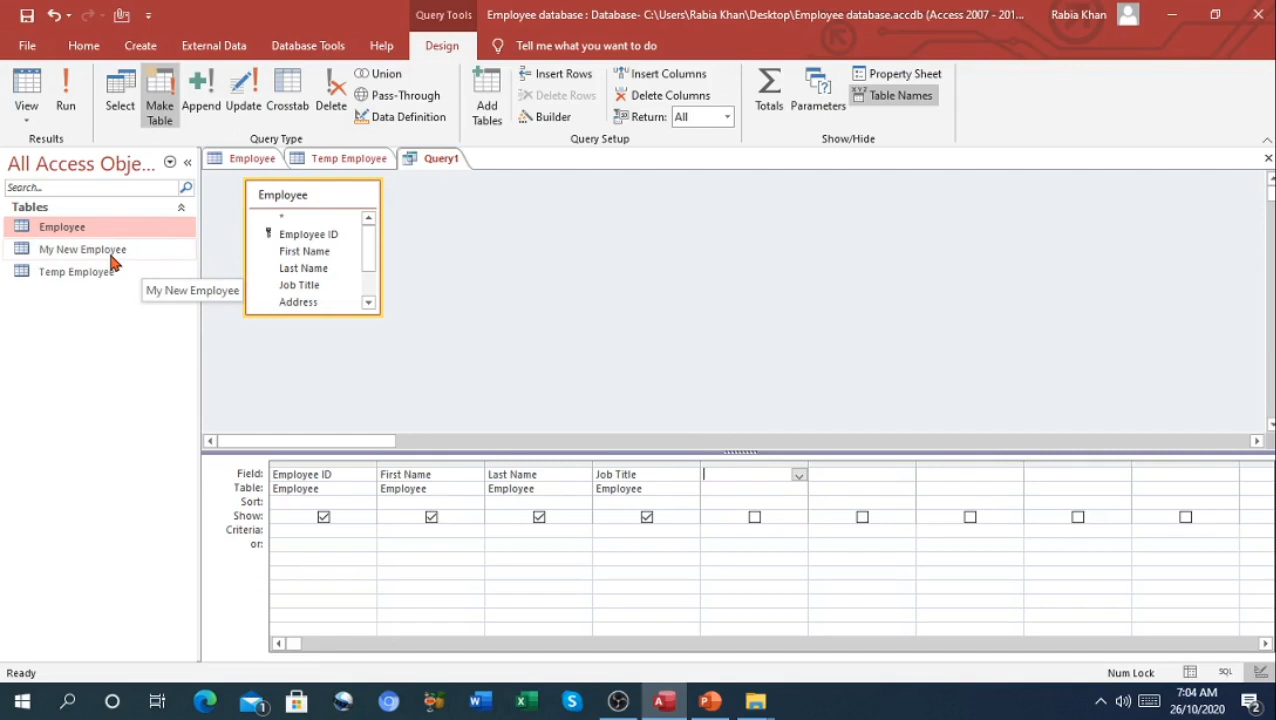 Query Tools
Employee database : Database- C:\Users\Rabia Khan\Desktop\Employee database.accdb (Access 2007 - 201...
Rabia Khan
File
Home
Create
External Data
Database Tools
Help
Design
Tell me what you want to do
View
Run
Select
Make
Table
Append
Update
Crosstab
Delete
Union
Pass-Through
Data Definition
Add
Tables
Insert Rows
Delete Rows
Builder
Insert Columns
Delete Columns
Return: All
Totals
Parameters
Property Sheet
XYZ Table Names
Results
Query Type
Query Setup
Show/Hide
All Access Obje...
Search...
Tables
Employee
My New Employee
Temp Employee
My New Employee
Employee
Temp Employee
Query1
Employee
*
Employee ID
First Name
Last Name
Job Title
Address
Field: Employee ID First Name Last Name Job Title
Table: Employee Employee Employee Employee
Sort:
Show:
Criteria:
or:
Ready
Num Lock
SQL
7:04 AM
26/10/2020
1
2